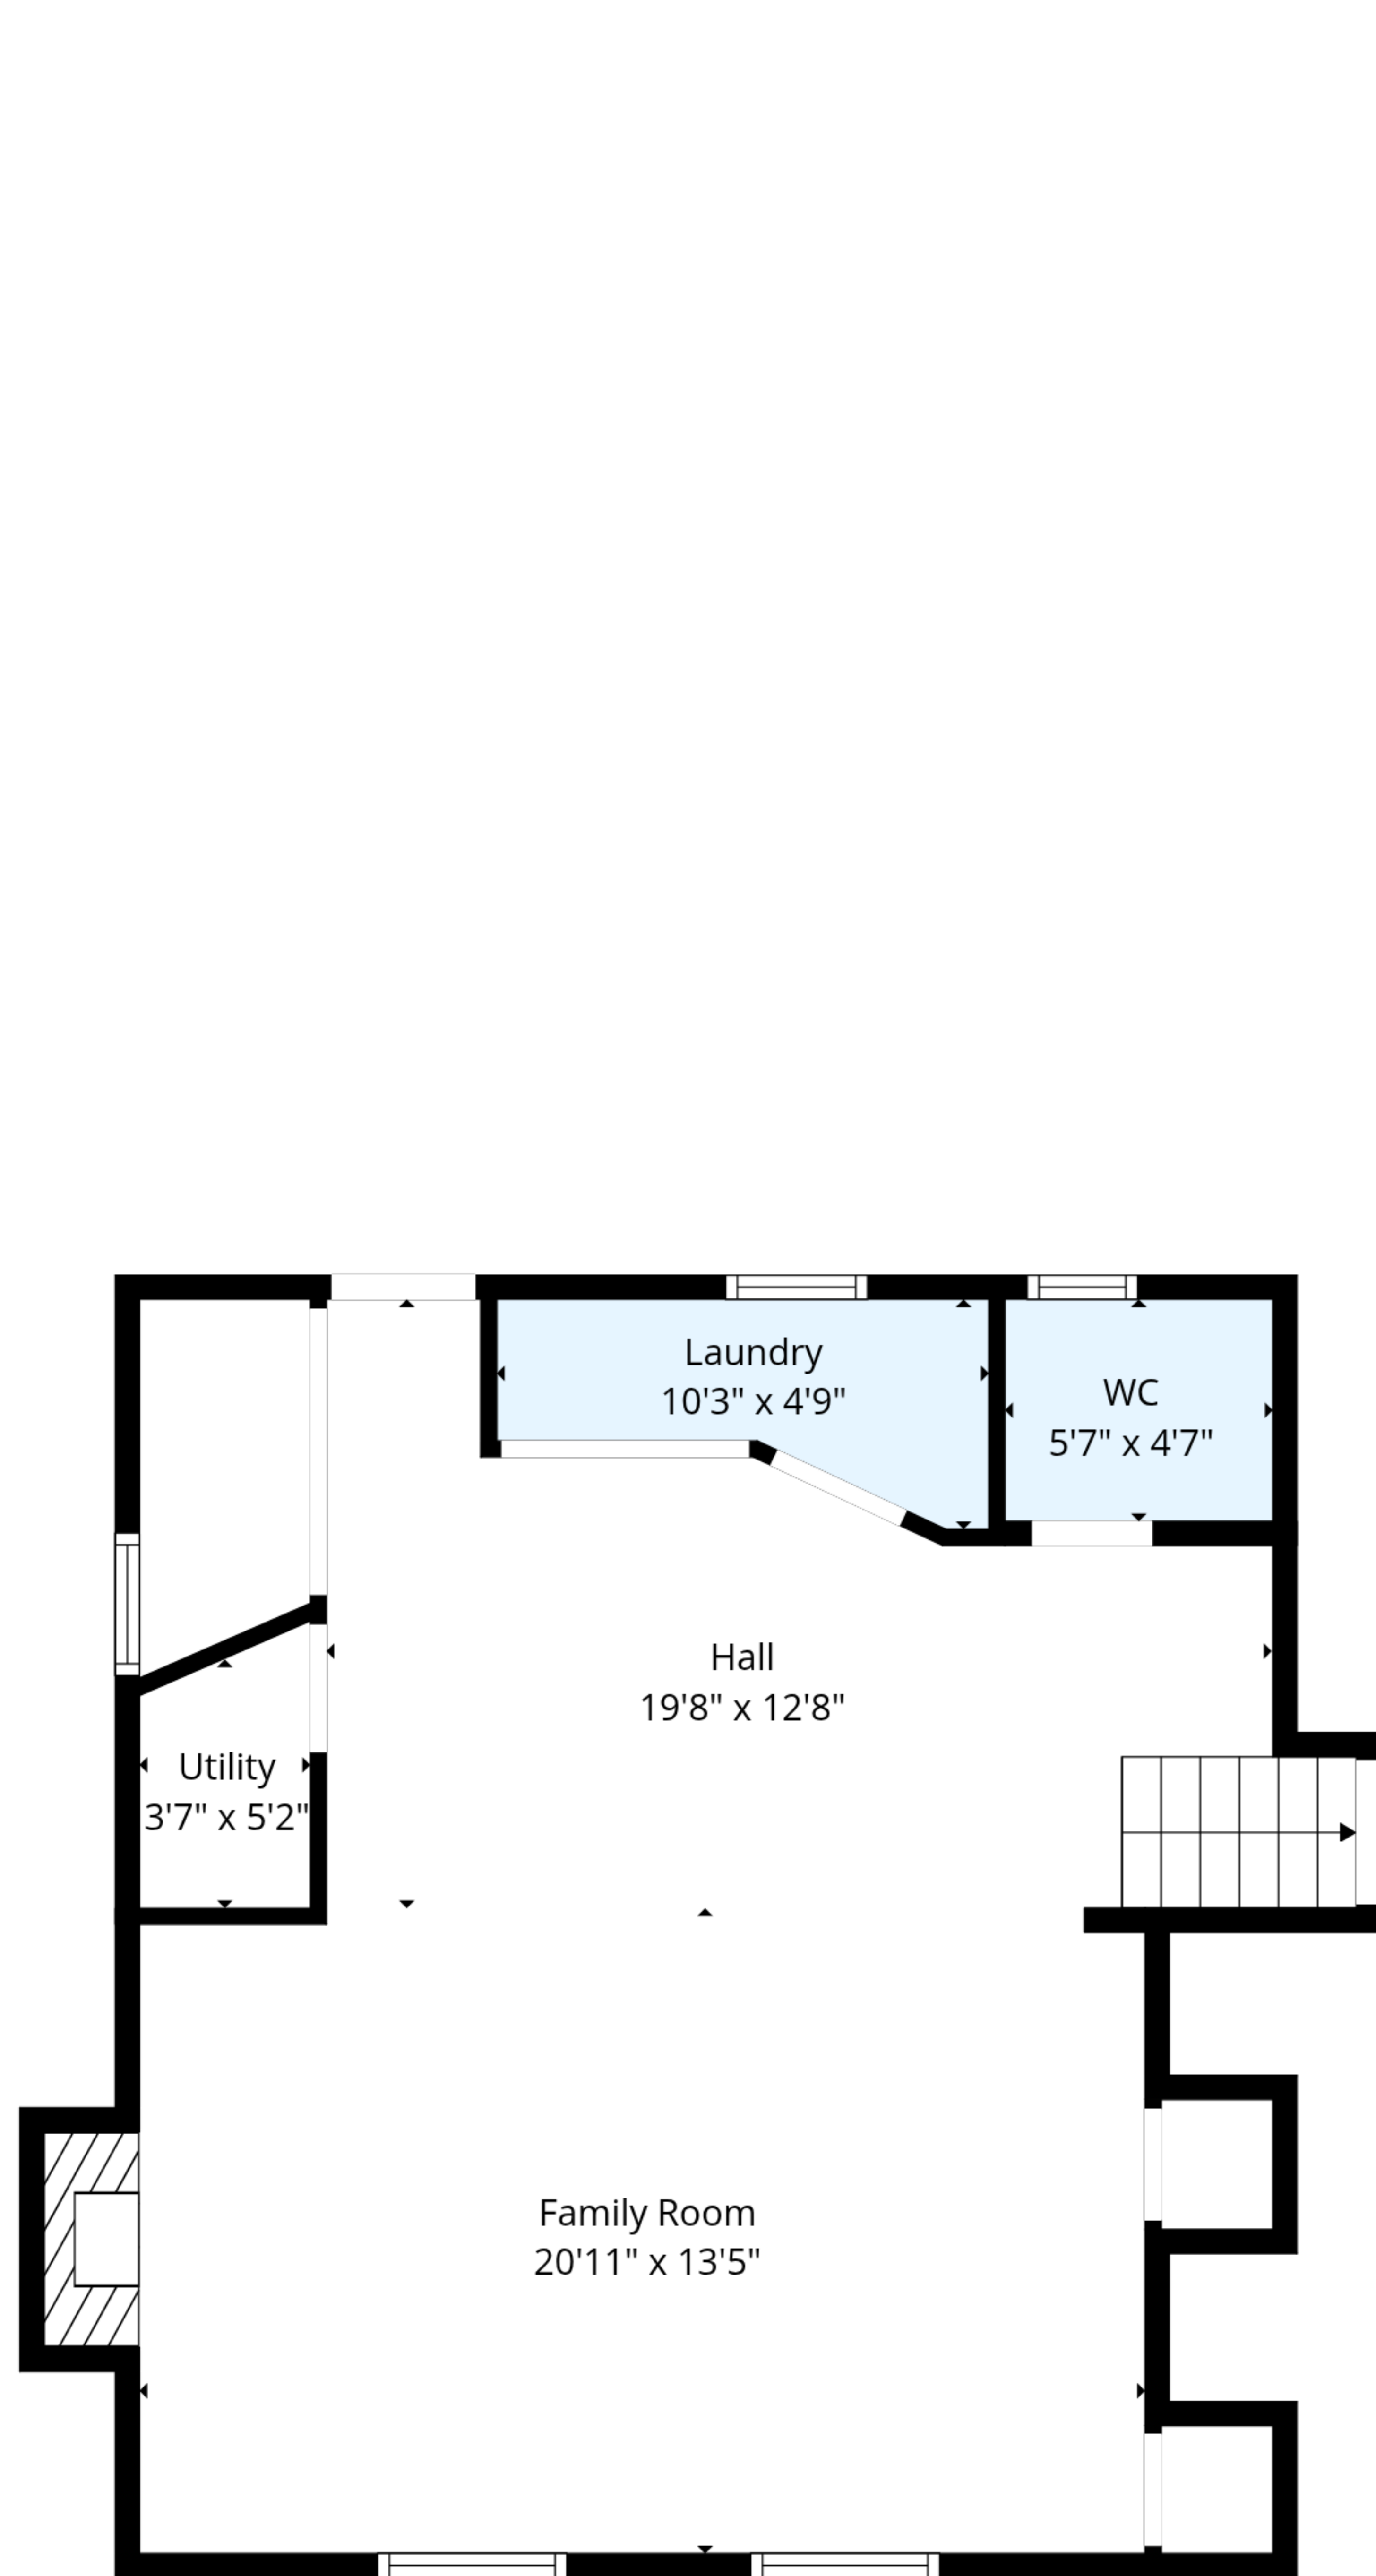 Laundry
10'3" x 4'9"
WC
5'7" x 4'7"
Hall
19'8" x 12'8"
Utility
3'7" x 5'2"
Family Room
20'11" x 13'5"